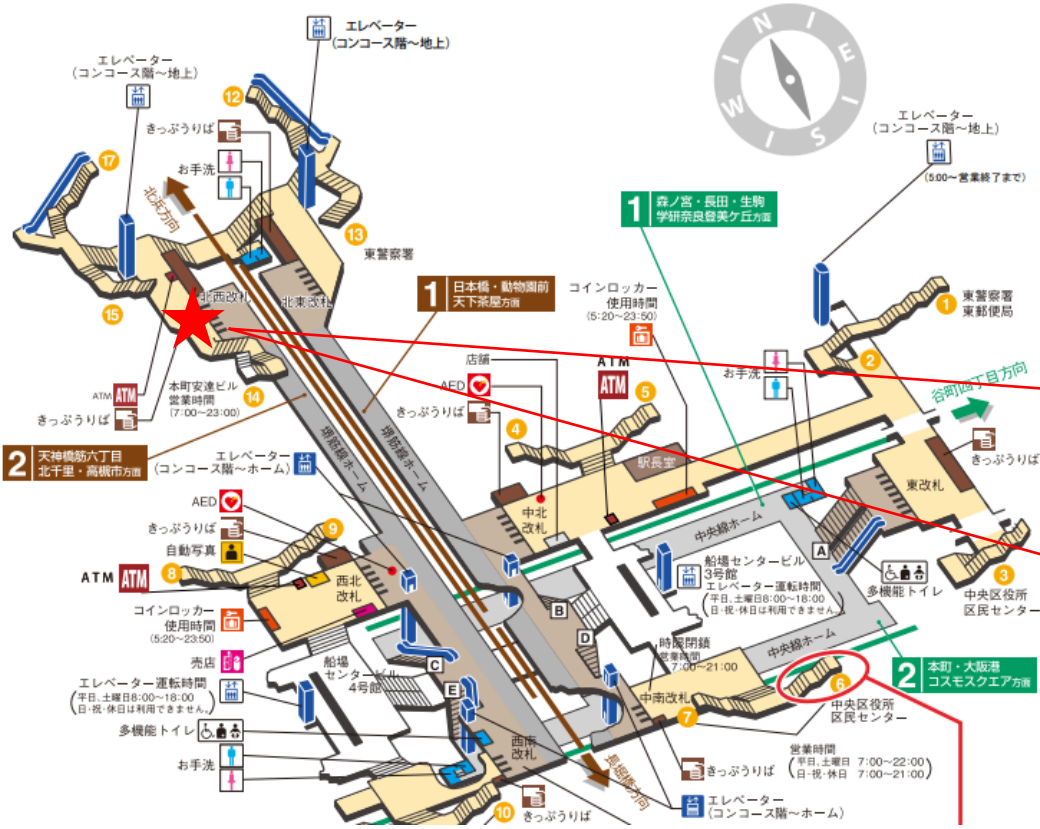 エレベーター
(コンコース階〜地上)
エレベーター
(コンコース階〜地上)
N
E
S
W
12
きっぷうりば
お手洗
17
北浜方向
13
東警察署
エレベーター
(コンコース階〜地上)
(5:00〜営業終了まで)
1 森ノ宮・長田・生駒
学研奈良登美ケ丘方面
北西改札
北東改札
15
1 日本橋・動物園前
天下茶屋方面
コインロッカー
使用時間
(5:20〜23:50)
1
東警察署
東郵便局
2
谷町四丁目方向
お手洗
店舗
ATM
ATM
5
AED
きっぷうりば
4
ATM ATM
きっぷうりば
本町安達ビル
営業時間
(7:00〜23:00)
14
堺筋線ホーム
堺筋線ホーム
駅長室
きっぷうりば
2 天神橋筋六丁目
北千里・高槻市方面
エレベーター
(コンコース階〜ホーム)
中北
改札
中央線ホーム
東改札
AED
きっぷうりば
自動写真
9
ATM ATM
8
西北
改札
A
船場センタービル
3号館
エレベーター運転時間
(平日、土曜日8:00〜18:00
日・祝・休日は利用できません。)
多機能トイレ
3
中央区役所
区民センター
コインロッカー
使用時間
(5:20〜23:50)
B
D
時限閉鎖
営業時間
7:00〜21:00
中央線ホーム
売店
C
船場
センタービル
4号館
エレベーター運転時間
(平日、土曜日8:00〜18:00
日・祝・休日は利用できません。)
E
中南改札
6
2 本町・大阪港
コスモスクエア方面
7
中央区役所
区民センター
多機能トイレ
お手洗
西南
改札
長堀橋方向
きっぷうりば
営業時間
(平日、土曜日 7:00〜22:00
日・祝・休日 7:00〜21:00)
10
きっぷうりば
エレベーター
(コンコース階〜ホーム)